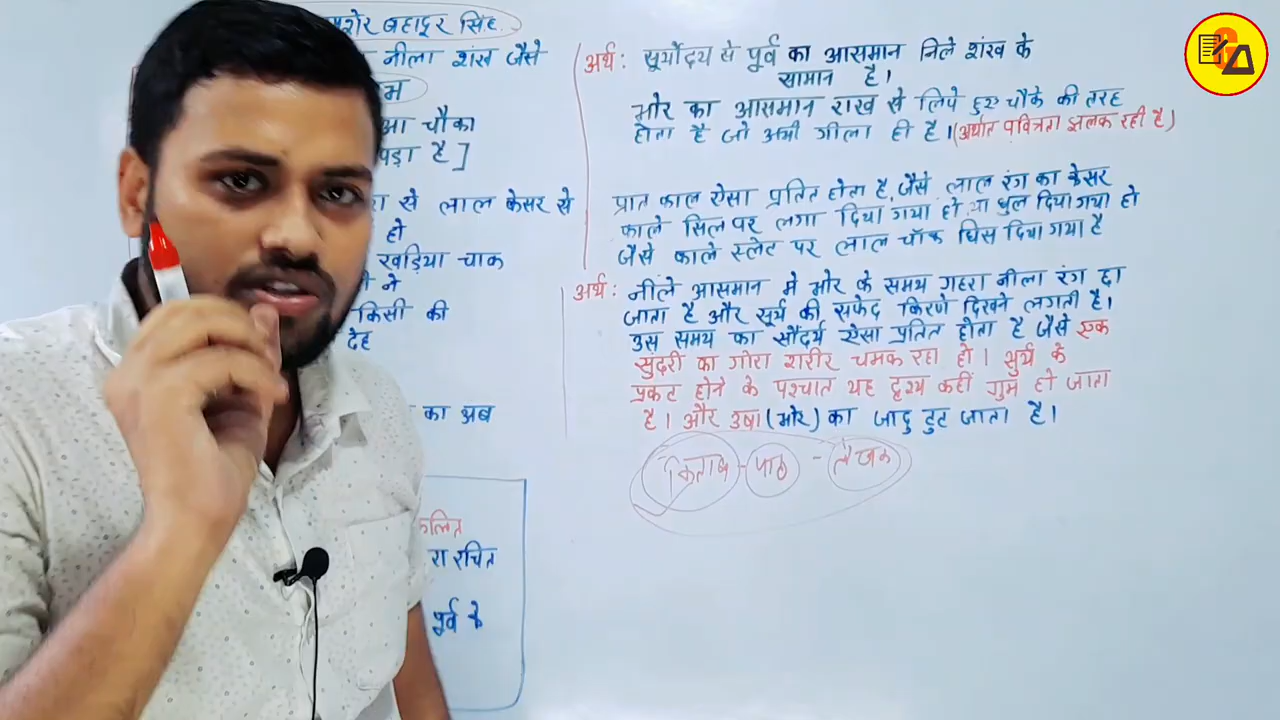 शमशेर बहादुर सिंह
नीला शंख जैसे
आ चौका
पड़ा है ]
से लाल केसर से
हो
खड़िया चाक
ने
किसी की
देह
का अब
कलित
रा रचित
पूर्व के
अर्थ: सूर्योदय से पूर्व का आसमान निले शंख के
सामान है।
भोर का आसमान राख से लिपे हुए चौके की तरह
होता है जो अभी गीला ही है। (अर्थात पवित्रता झलक रही है)
प्रात काल ऐसा प्रतित होता है, जैसे लाल रंग का केसर
काले सिल पर लगा दिया गया हो या धुल दिया गया हो
जैसे काले स्लेट पर लाल चॉक घिस दिया गया है
अर्थ: नीले आसमान मे भोर के समय गहरा नीला रंग छा
जाता है और सूर्य की सफेद किरणे दिखने लगती है।
उस समय का सौंदर्य ऐसा प्रतित होता है जैसे एक
सुंदरी का गोरा शरीर चमक रहा हो। सुर्य के
प्रकट होने के पश्चात यह दृश्य कहीं गुम हो जाता
है। और उषा (भोर) का जादु टुट जाता है।
किताब - पाठ - लेखक